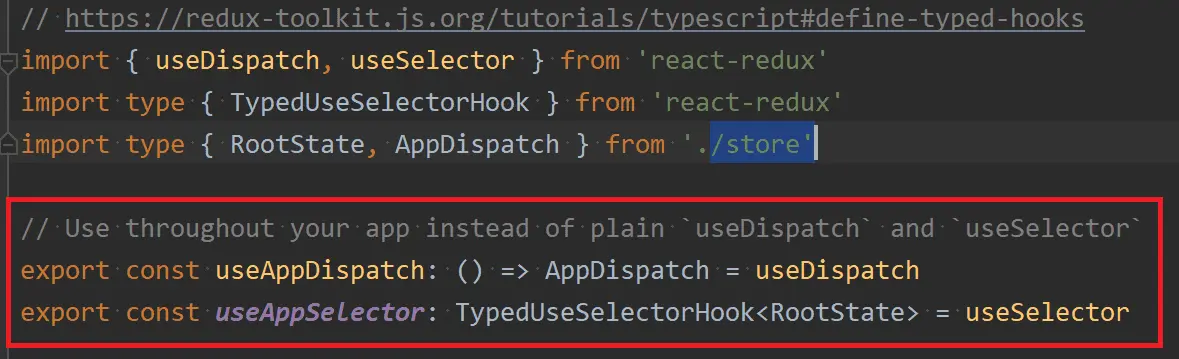 // https://redux-toolkit.js.org/tutorials/typescript#define-typed-hooks
import { useDispatch, useSelector } from 'react-redux'
import type { TypedUseSelectorHook } from 'react-redux'
import type { RootState, AppDispatch } from './store'
// Use throughout your app instead of plain `useDispatch` and `useSelector`
export const useAppDispatch: () => AppDispatch = useDispatch
export const useAppSelector: TypedUseSelectorHook<RootState> = useSelector